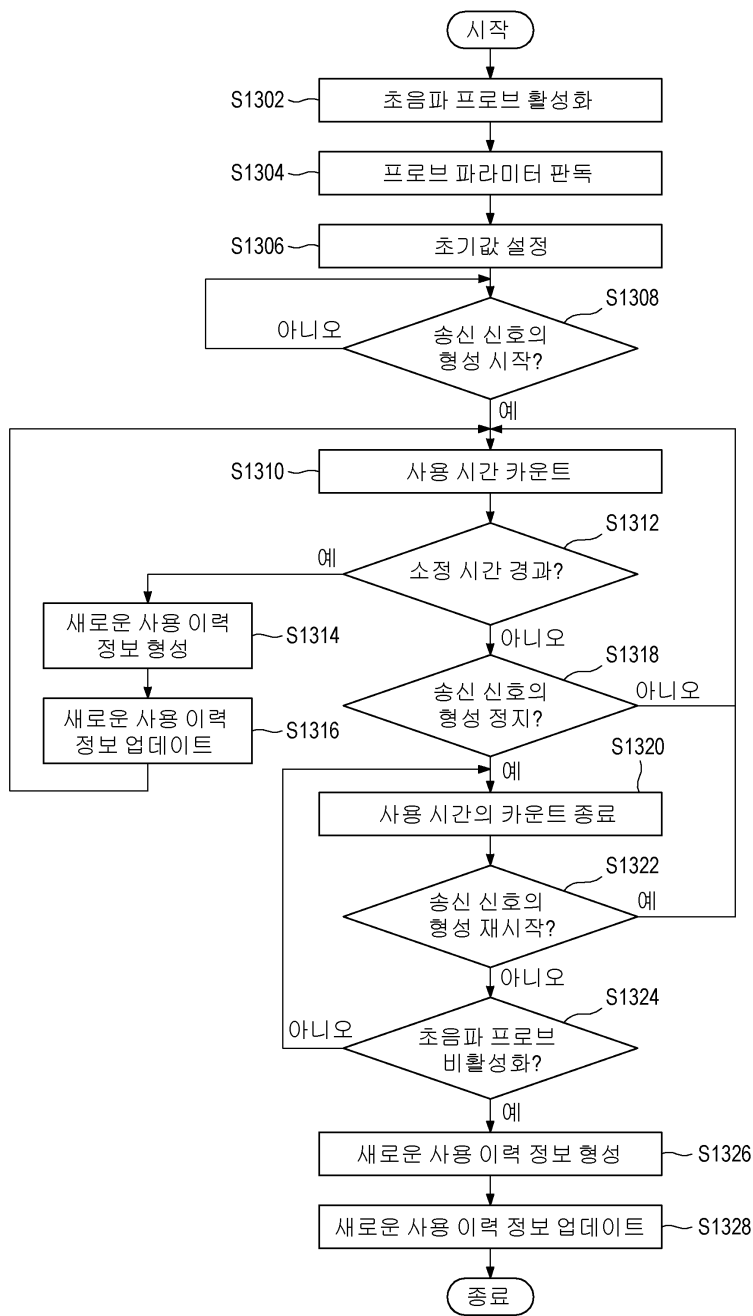 시작
S1302
초음파 프로브 활성화
S1304
프로브 파라미터 판독
S1306
초기값 설정
S1308
아니오
송신 신호의
형성 시작?
예
S1310
사용 시간 카운트
S1312
예
소정 시간 경과?
새로운 사용 이력
정보 형성
S1314
아니오
S1318
송신 신호의
형성 정지?
아니오
새로운 사용 이력
정보 업데이트
S1316
예
S1320
사용 시간의 카운트 종료
S1322
송신 신호의
형성 재시작?
예
아니오
S1324
아니오
초음파 프로브
비활성화?
예
새로운 사용 이력 정보 형성
S1326
새로운 사용 이력 정보 업데이트
S1328
종료